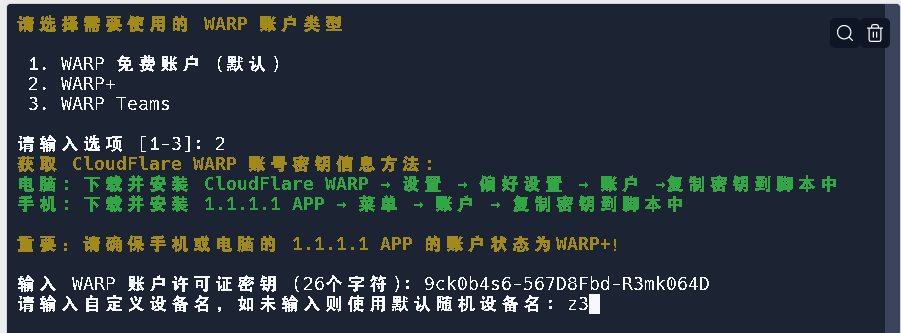 请选择需要使用的 WARP 账户类型
1. WARP 免费账户 (默认)
2. WARP+
3. WARP Teams
请输入选项 [1-3]: 2
获取 CloudFlare WARP 账号密钥信息方法:
电脑: 下载并安装 CloudFlare WARP → 设置 → 偏好设置 → 账户 →复制密钥到脚本中
手机: 下载并安装 1.1.1.1 APP → 菜单 → 账户 → 复制密钥到脚本中
重要: 请确保手机或电脑的 1.1.1.1 APP 的账户状态为WARP+!
输入 WARP 账户许可证密钥 (26个字符): 9ck0b4s6-567D8Fbd-R3mk064D
请输入自定义设备名, 如未输入则使用默认随机设备名: z3